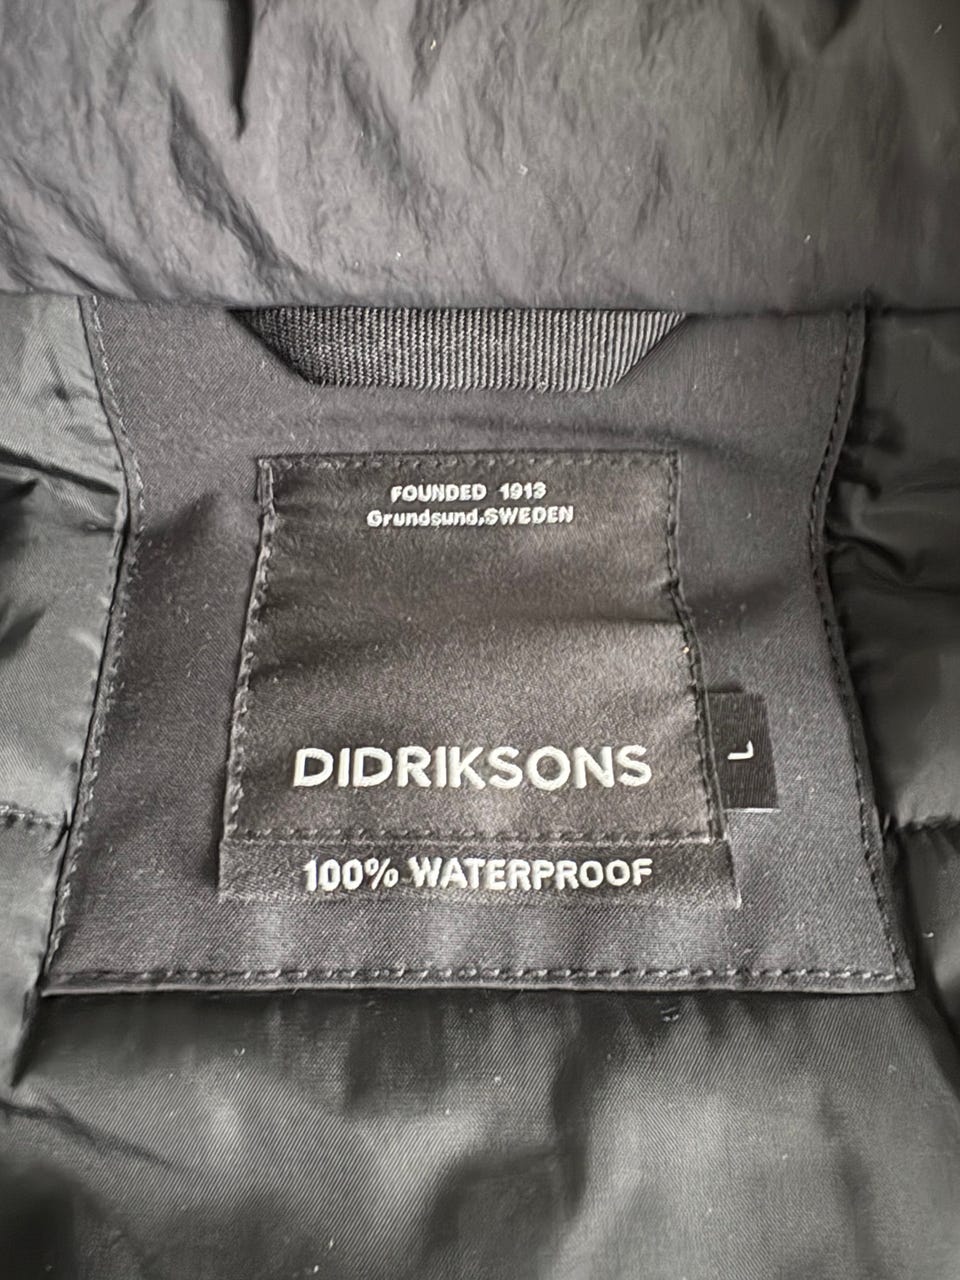 FOUNDED 1913
Grundsund,SWEDEN
DIDRIKSONS
L
100% WATERPROOF